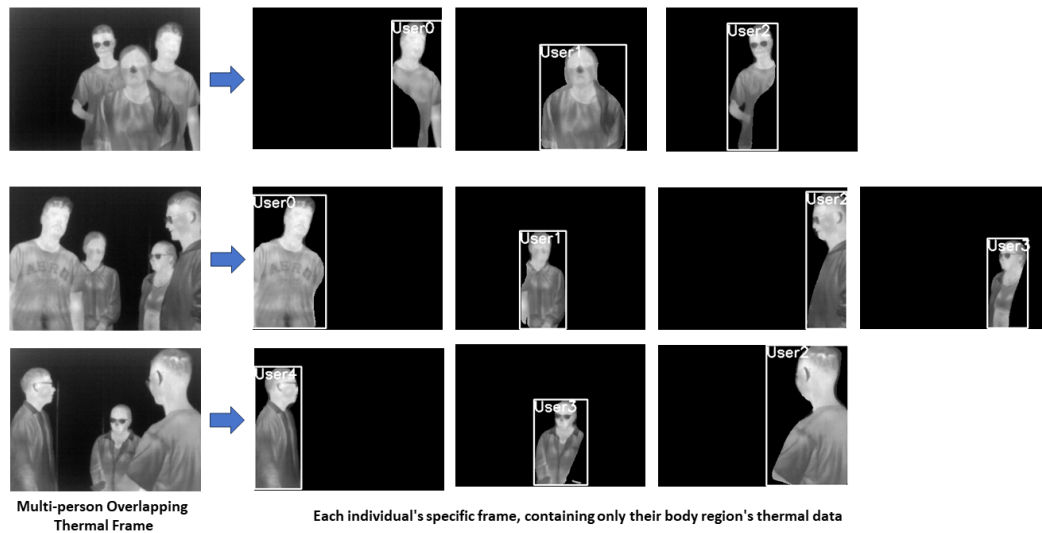 User0
User1
User2
User0
AERO
User1
User2
User3
User4
User3
User2
Multi-person Overlapping
Thermal Frame
Each individual's specific frame, containing only their body region's thermal data